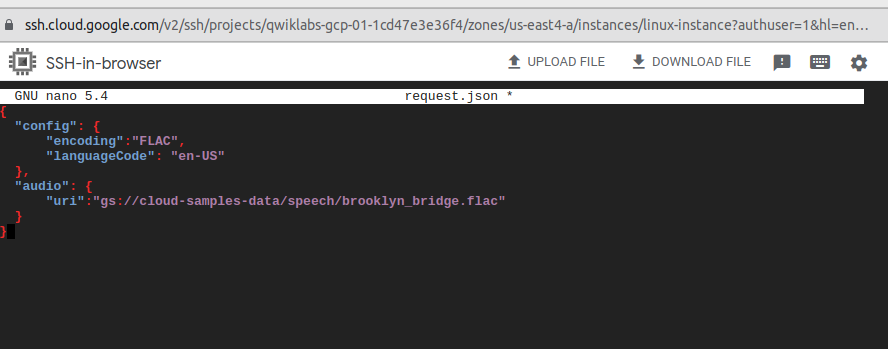 ssh.cloud.google.com/v2/ssh/projects/qwiklabs-gcp-01-1cd47e3e36f4/zones/us-east4-a/instances/linux-instance?authuser=1&hl=en…
SSH-in-browser UPLOAD FILE DOWNLOAD FILE
GNU nano 5.4 request.json *
{
  "config": {
      "encoding":"FLAC",
      "languageCode": "en-US"
  },
  "audio": {
      "uri":"gs://cloud-samples-data/speech/brooklyn_bridge.flac"
  }
}